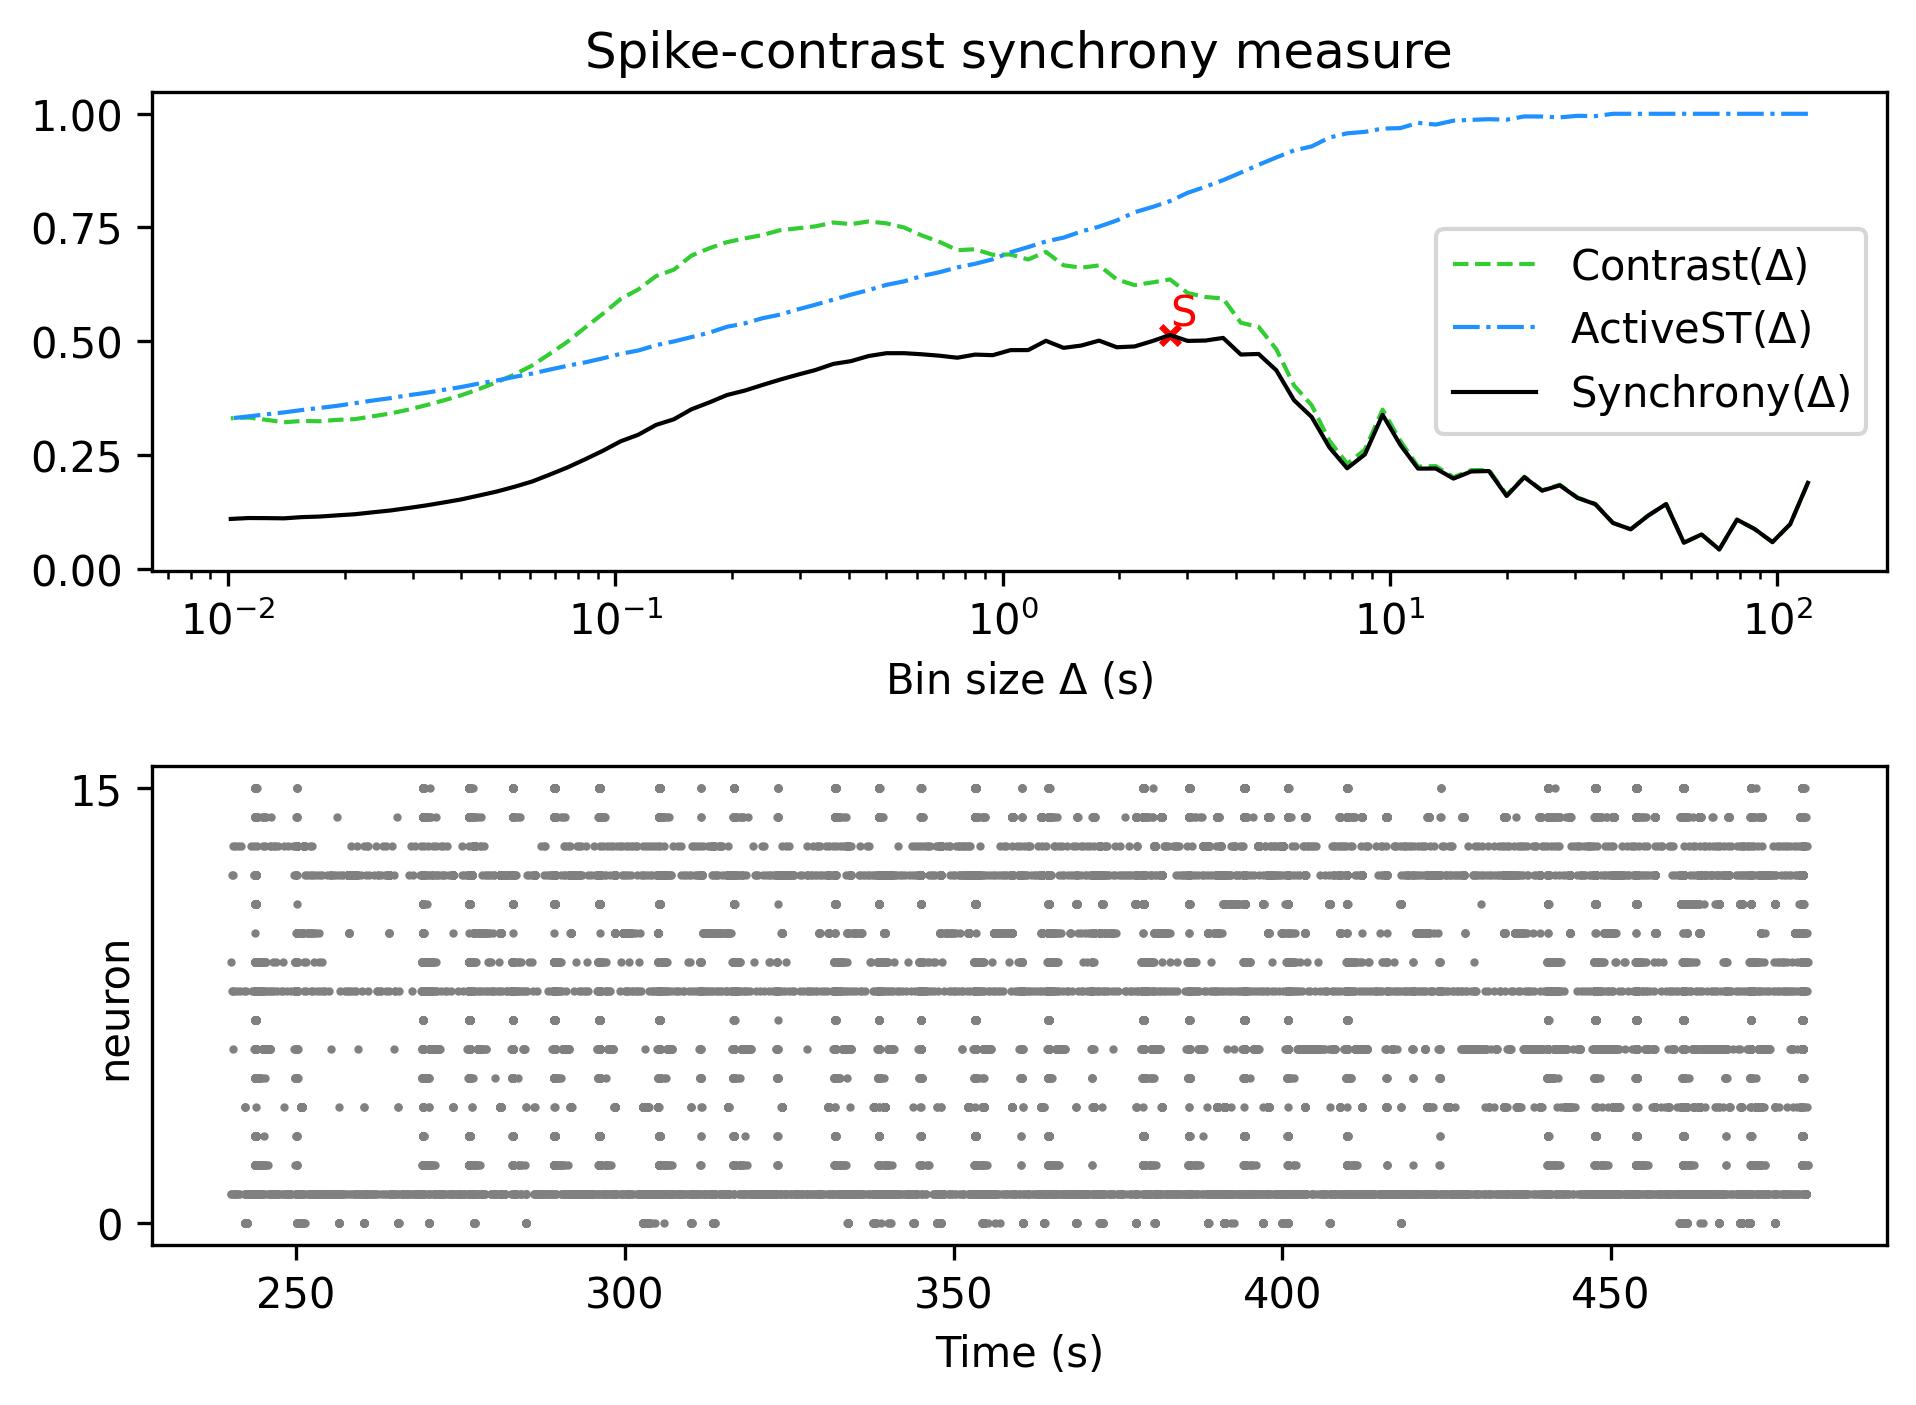 Spike-contrast synchrony measure
1.00
0.75
0.50
0.25
0.00
S
Contrast(Δ)
ActiveST(Δ)
Synchrony(Δ)
10⁻² 10⁻¹ 10⁰ 10¹ 10²
Bin size Δ (s)
15
neuron
0
250 300 350 400 450
Time (s)